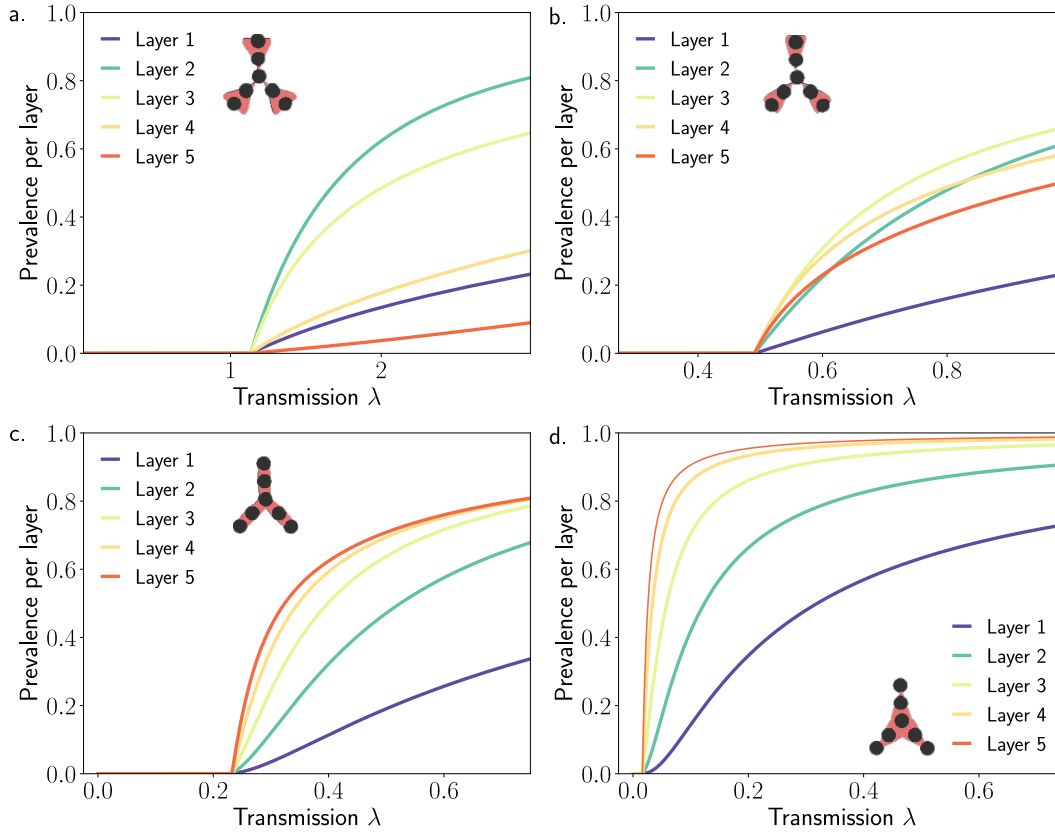 a.
Prevalence per layer
1.0
0.8
0.6
0.4
0.2
0.0
Layer 1
Layer 2
Layer 3
Layer 4
Layer 5
1 2
Transmission λ
b.
Prevalence per layer
1.0
0.8
0.6
0.4
0.2
0.0
Layer 1
Layer 2
Layer 3
Layer 4
Layer 5
0.4 0.6 0.8
Transmission λ
c.
Prevalence per layer
1.0
0.8
0.6
0.4
0.2
0.0
Layer 1
Layer 2
Layer 3
Layer 4
Layer 5
0.0 0.2 0.4 0.6
Transmission λ
d.
Prevalence per layer
1.0
0.8
0.6
0.4
0.2
0.0
Layer 1
Layer 2
Layer 3
Layer 4
Layer 5
0.0 0.2 0.4 0.6
Transmission λ